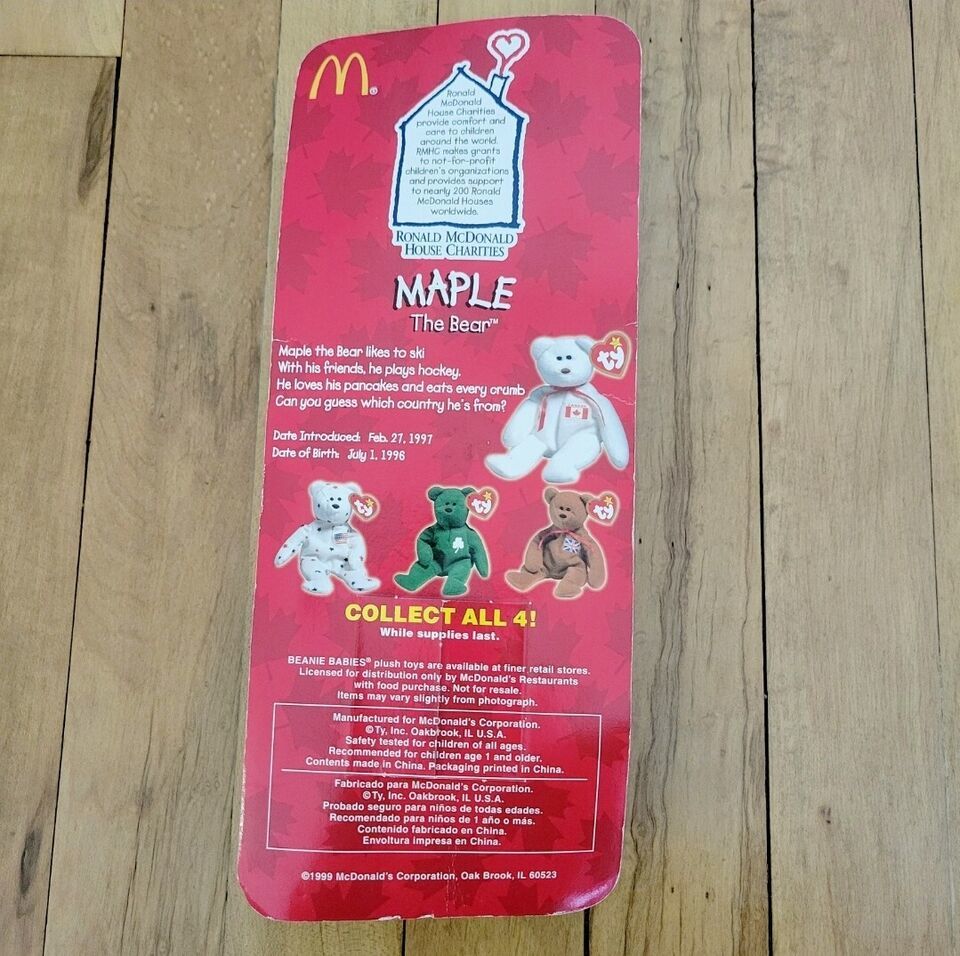 M®
Ronald
McDonald
House Charities
provide comfort and
care to children
around the world.
RMHC makes grants
to not-for-profit
children's organizations
and provides support
to nearly 200 Ronald
McDonald Houses
worldwide.
RONALD MCDONALD
HOUSE CHARITIES
MAPLE
The Bear™
Maple the Bear likes to ski
With his friends, he plays hockey.
He loves his pancakes and eats every crumb
Can you guess which country he's from?
Date Introduced: Feb. 27, 1997
Date of Birth: July 1, 1996
ty
CANADA
ty
ty
ty
COLLECT ALL 4!
While supplies last.
BEANIE BABIES® plush toys are available at finer retail stores.
Licensed for distribution only by McDonald's Restaurants
with food purchase. Not for resale.
Items may vary slightly from photograph.
Manufactured for McDonald's Corporation.
©Ty, Inc. Oakbrook, IL U.S.A.
Safety tested for children of all ages.
Recommended for children age 1 and older.
Contents made in China. Packaging printed in China.
Fabricado para McDonald's Corporation.
©Ty, Inc. Oakbrook, IL U.S.A.
Probado seguro para niños de todas edades.
Recomendado para niños de 1 año o más.
Contenido fabricado en China.
Envoltura impresa en China.
©1999 McDonald's Corporation, Oak Brook, IL 60523